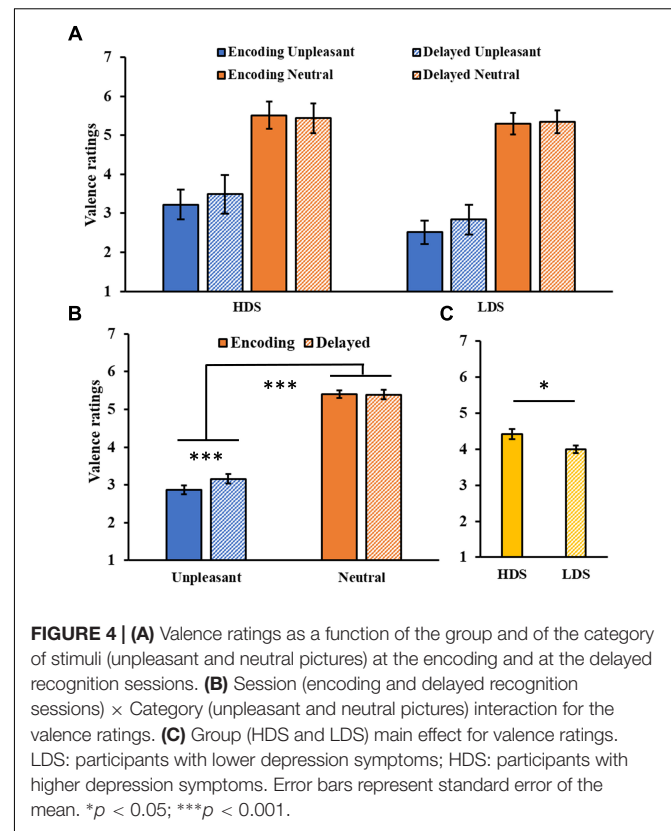 A
Encoding Unpleasant Delayed Unpleasant
Encoding Neutral Delayed Neutral
7
6
5
4
3
2
1
Valence ratings
HDS LDS
B
Encoding Delayed
7
6
5
4
3
2
1
Valence ratings
***
***
Unpleasant Neutral
C
7
6
5
4
3
2
1
*
HDS LDS
FIGURE 4 | (A) Valence ratings as a function of the group and of the category
of stimuli (unpleasant and neutral pictures) at the encoding and at the delayed
recognition sessions. (B) Session (encoding and delayed recognition
sessions) × Category (unpleasant and neutral pictures) interaction for the
valence ratings. (C) Group (HDS and LDS) main effect for valence ratings.
LDS: participants with lower depression symptoms; HDS: participants with
higher depression symptoms. Error bars represent standard error of the
mean. *p < 0.05; ***p < 0.001.